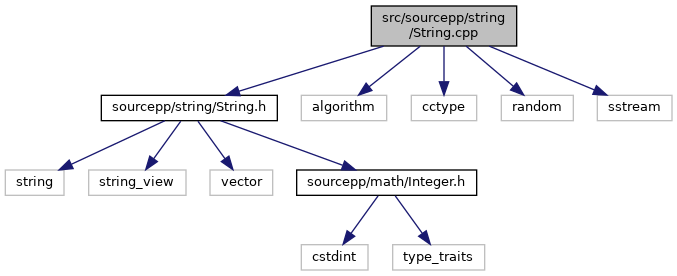 src/sourcepp/string
/String.cpp
sourcepp/string/String.h
algorithm
cctype
random
sstream
string
string_view
vector
sourcepp/math/Integer.h
cstdint
type_traits